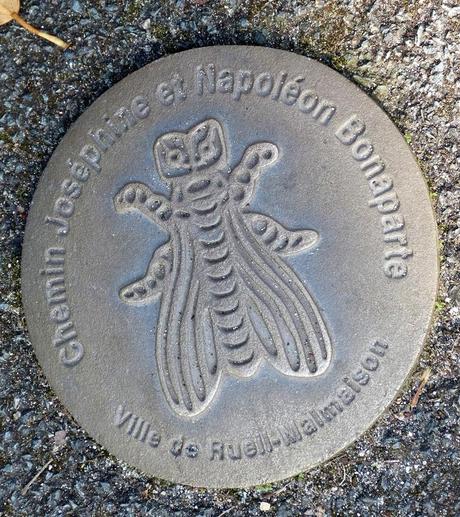 Chemin Joséphine et Napoléon Bonaparte
Ville de Rueil-Malmaison